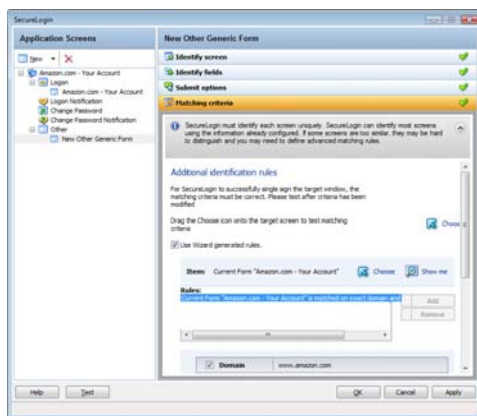 SecureLogin
Application Screens
New
Amazon.com - Your Account
Logon
Amazon.com - Your Account
Logon Notification
Change Password
Change Password Notification
Other
New Other Generic Form
New Other Generic Form
Identify screen
Identify fields
Submit options
Matching criteria
SecureLogin must identify each screen uniquely. SecureLogin can identify most screens
using the information already configured. If some screens are too similar, they may be hard
to distinguish and you may need to define advanced matching rules.
Additional identification rules
For SecureLogin to successfully single sign the target window, the
matching criteria must be correct. Please test after criteria has been
modified
Drag the Choose icon onto the target screen to test matching
criteria
Choose
Use Wizard generated rules.
Item: Current Form "Amazon.com - Your Account"
Choose
Show me
Rules:
Current Form "Amazon.com - Your Account" is matched on exact domain and
Add
Remove
Domain
www.amazon.com
Help
Test
OK
Cancel
Apply